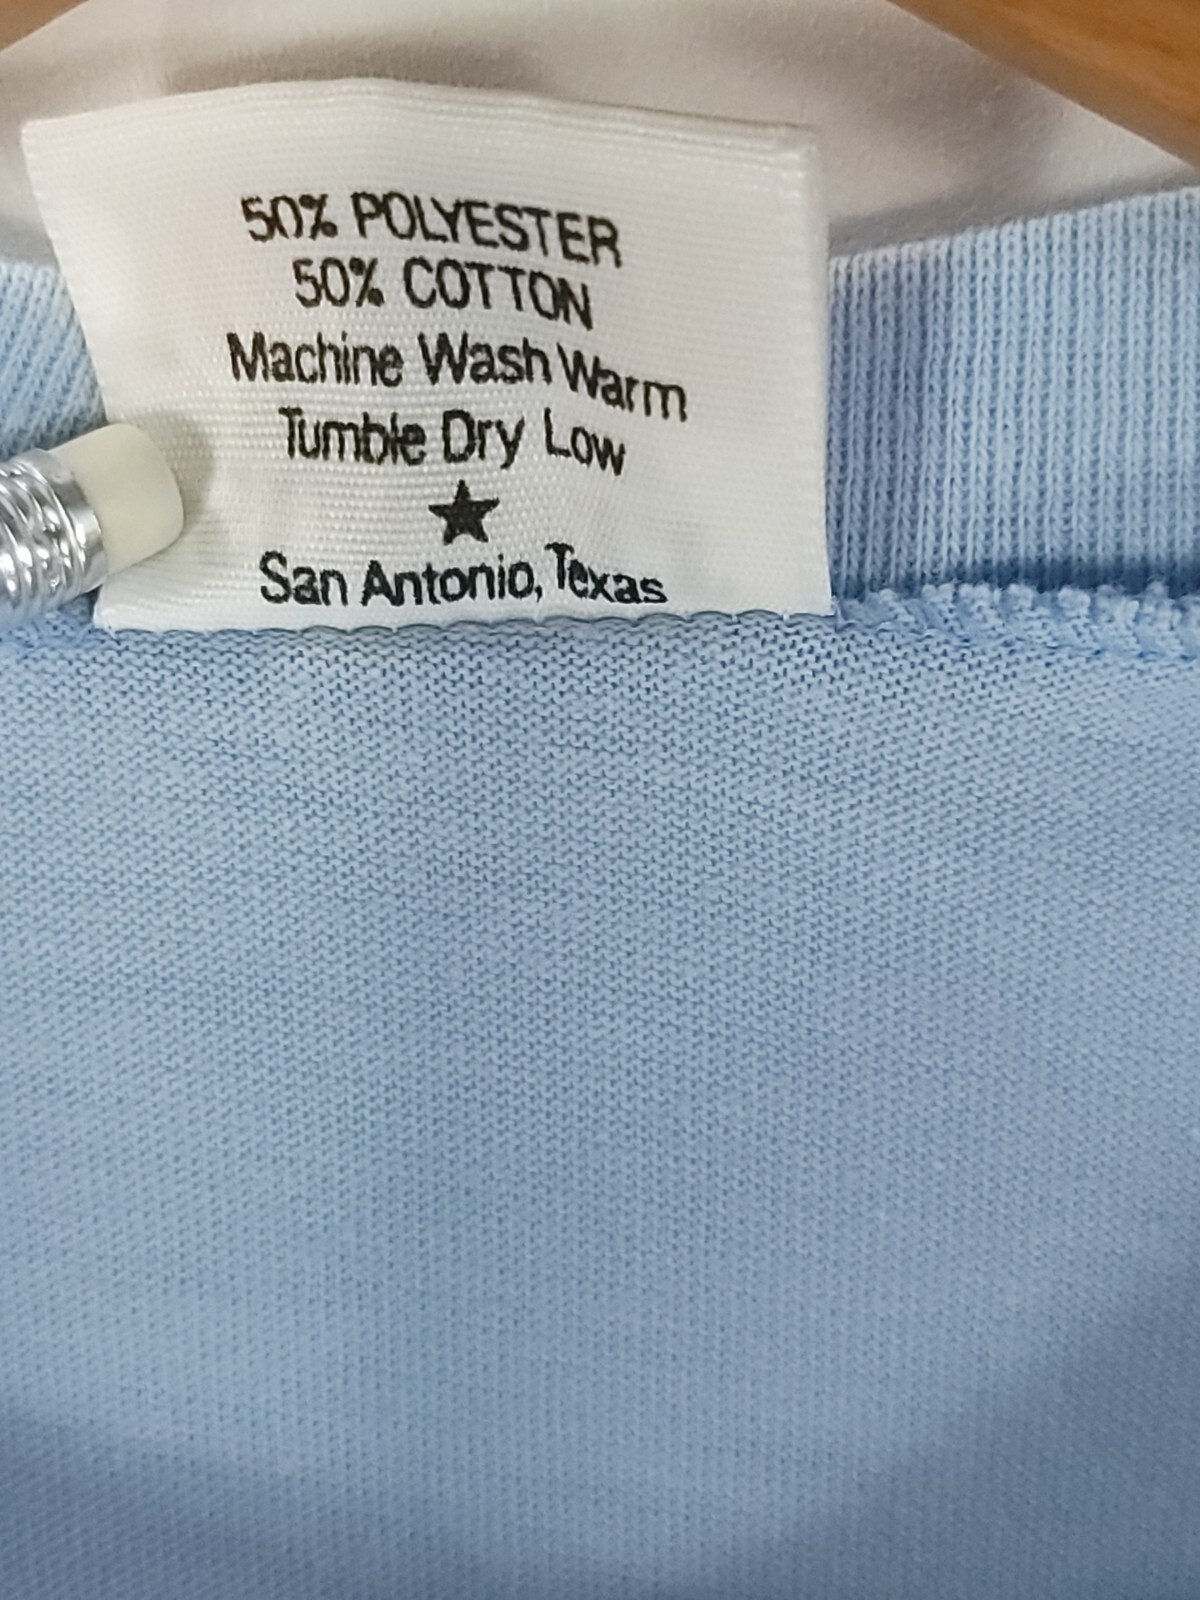 50% POLYESTER
50% COTTON
Machine Wash Warm
Tumble Dry Low
San Antonio, Texas